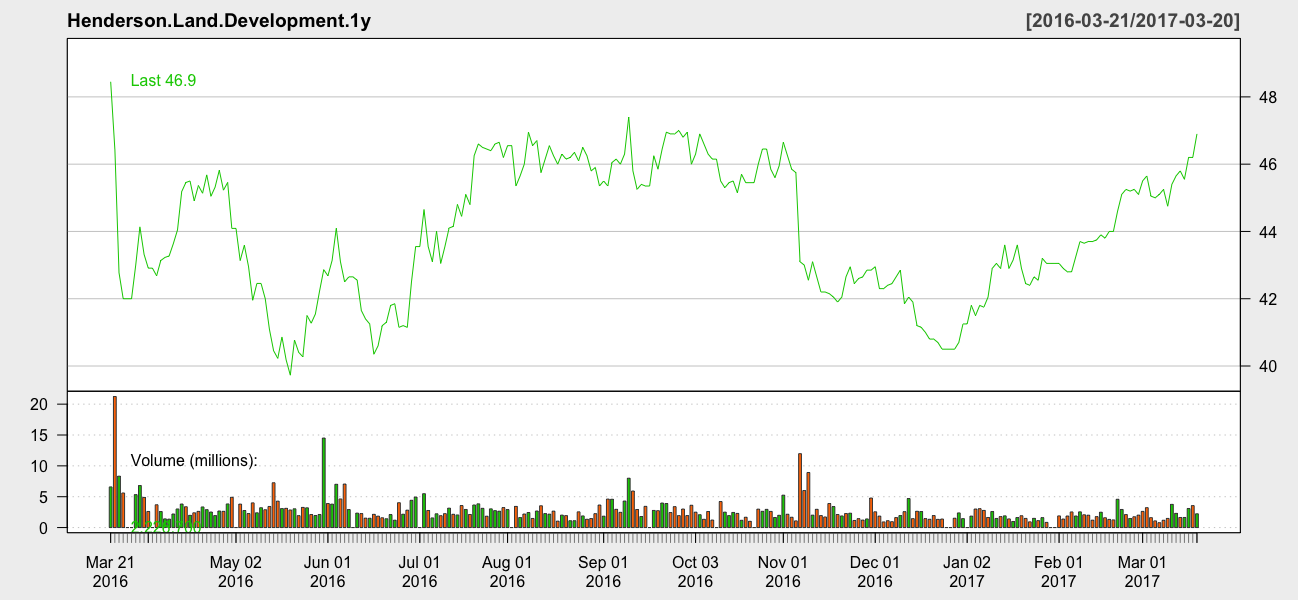 Henderson.Land.Development.1y [2016-03-21/2017-03-20]
Last 46.9
48
46
44
42
40
20
15
10
5
0
Volume (millions):
Mar 21 May 02 Jun 01 Jul 01 Aug 01 Sep 01 Oct 03 Nov 01 Dec 01 Jan 02 Feb 01 Mar 01
2016 2016 2016 2016 2016 2016 2016 2016 2016 2017 2017 2017